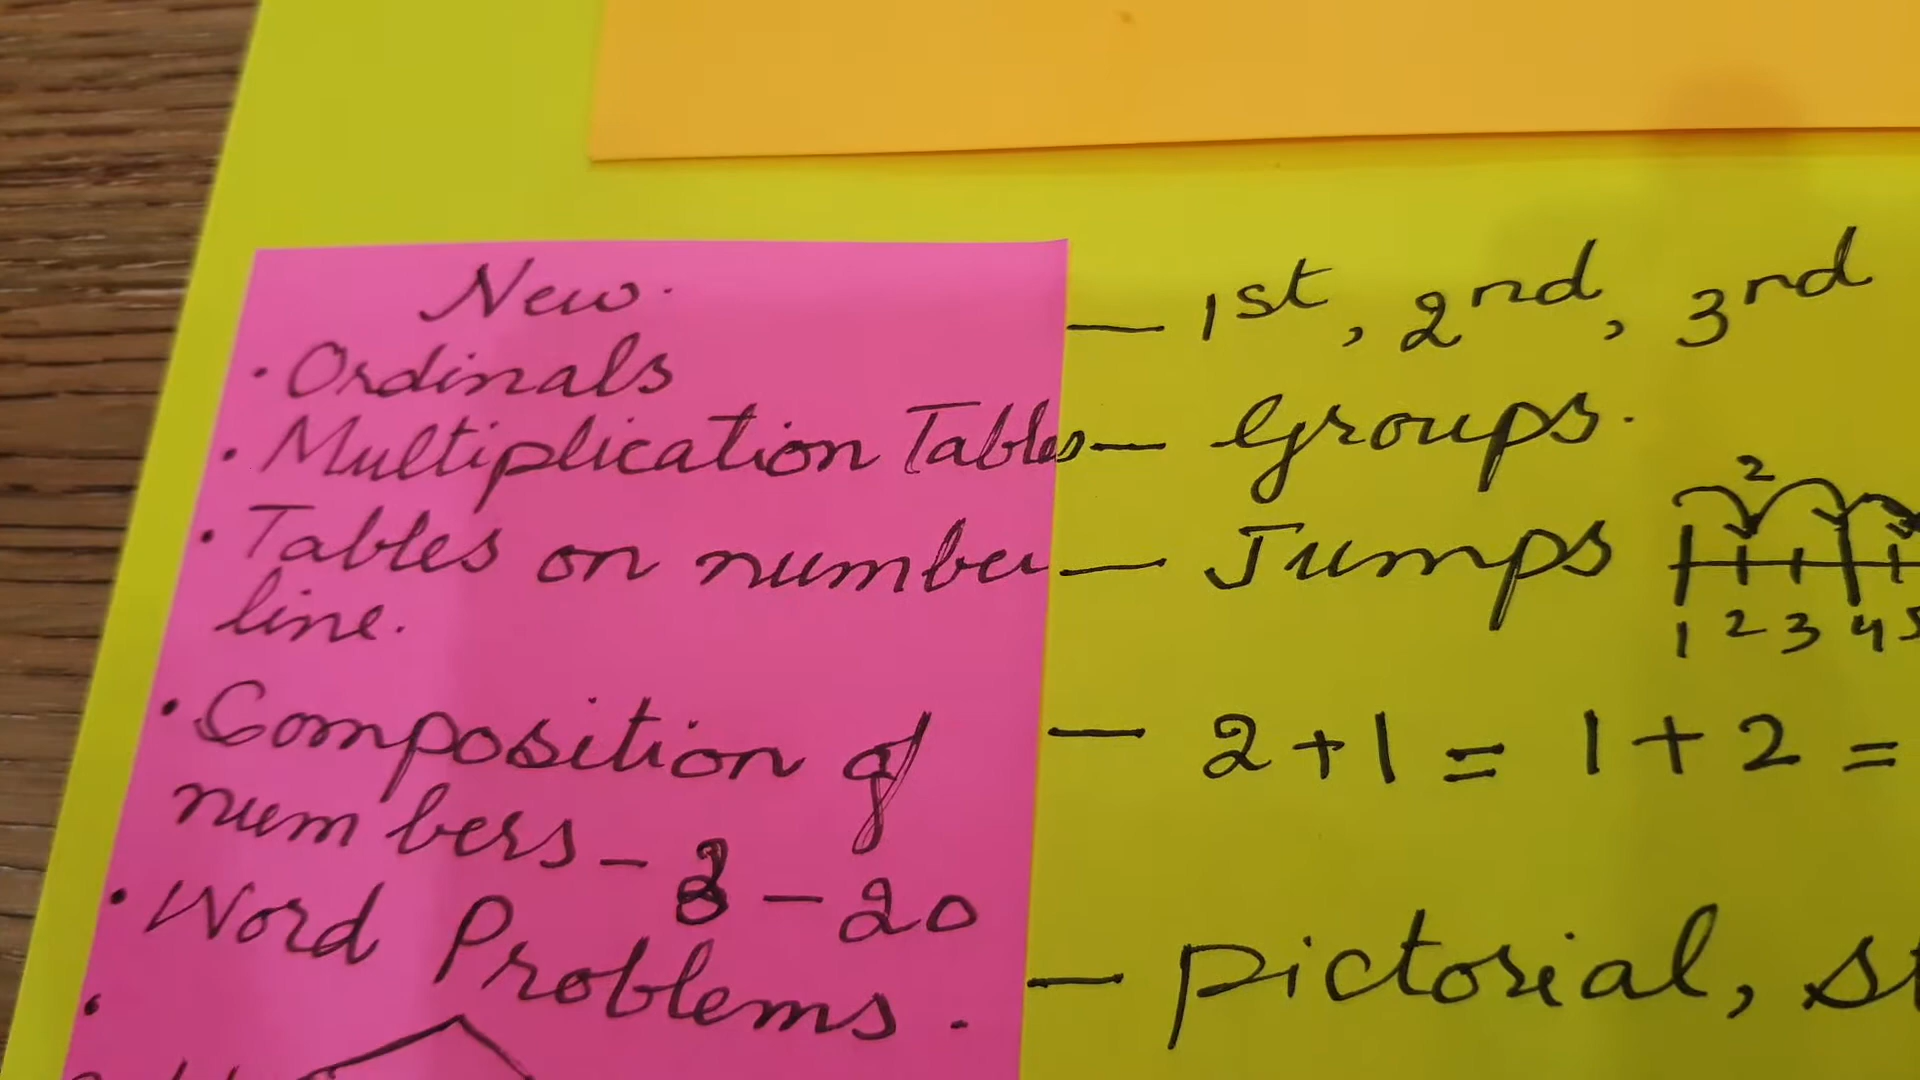 New.
• Ordinals — 1st, 2nd, 3rd
• Multiplication Tables — Groups.
• Tables on number — Jumps
2
line.
1 2 3 4 5
• Composition of — 2 + 1 = 1 + 2 =
numbers – 3 – 20
• Word Problems. — pictorial,
•